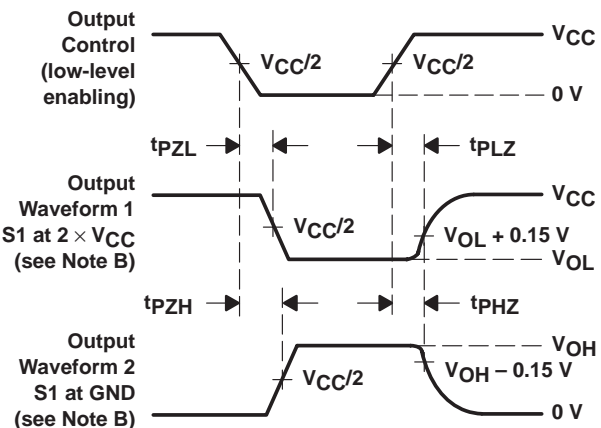 Output
Control
(low-level
enabling)
VCC/2
VCC/2
VCC
0 V
tPZL
tPLZ
Output
Waveform 1
S1 at 2 × VCC
(see Note B)
VCC/2
VCC
VOL + 0.15 V
VOL
tPZH
tPHZ
Output
Waveform 2
S1 at GND
(see Note B)
VCC/2
VOH
VOH – 0.15 V
0 V